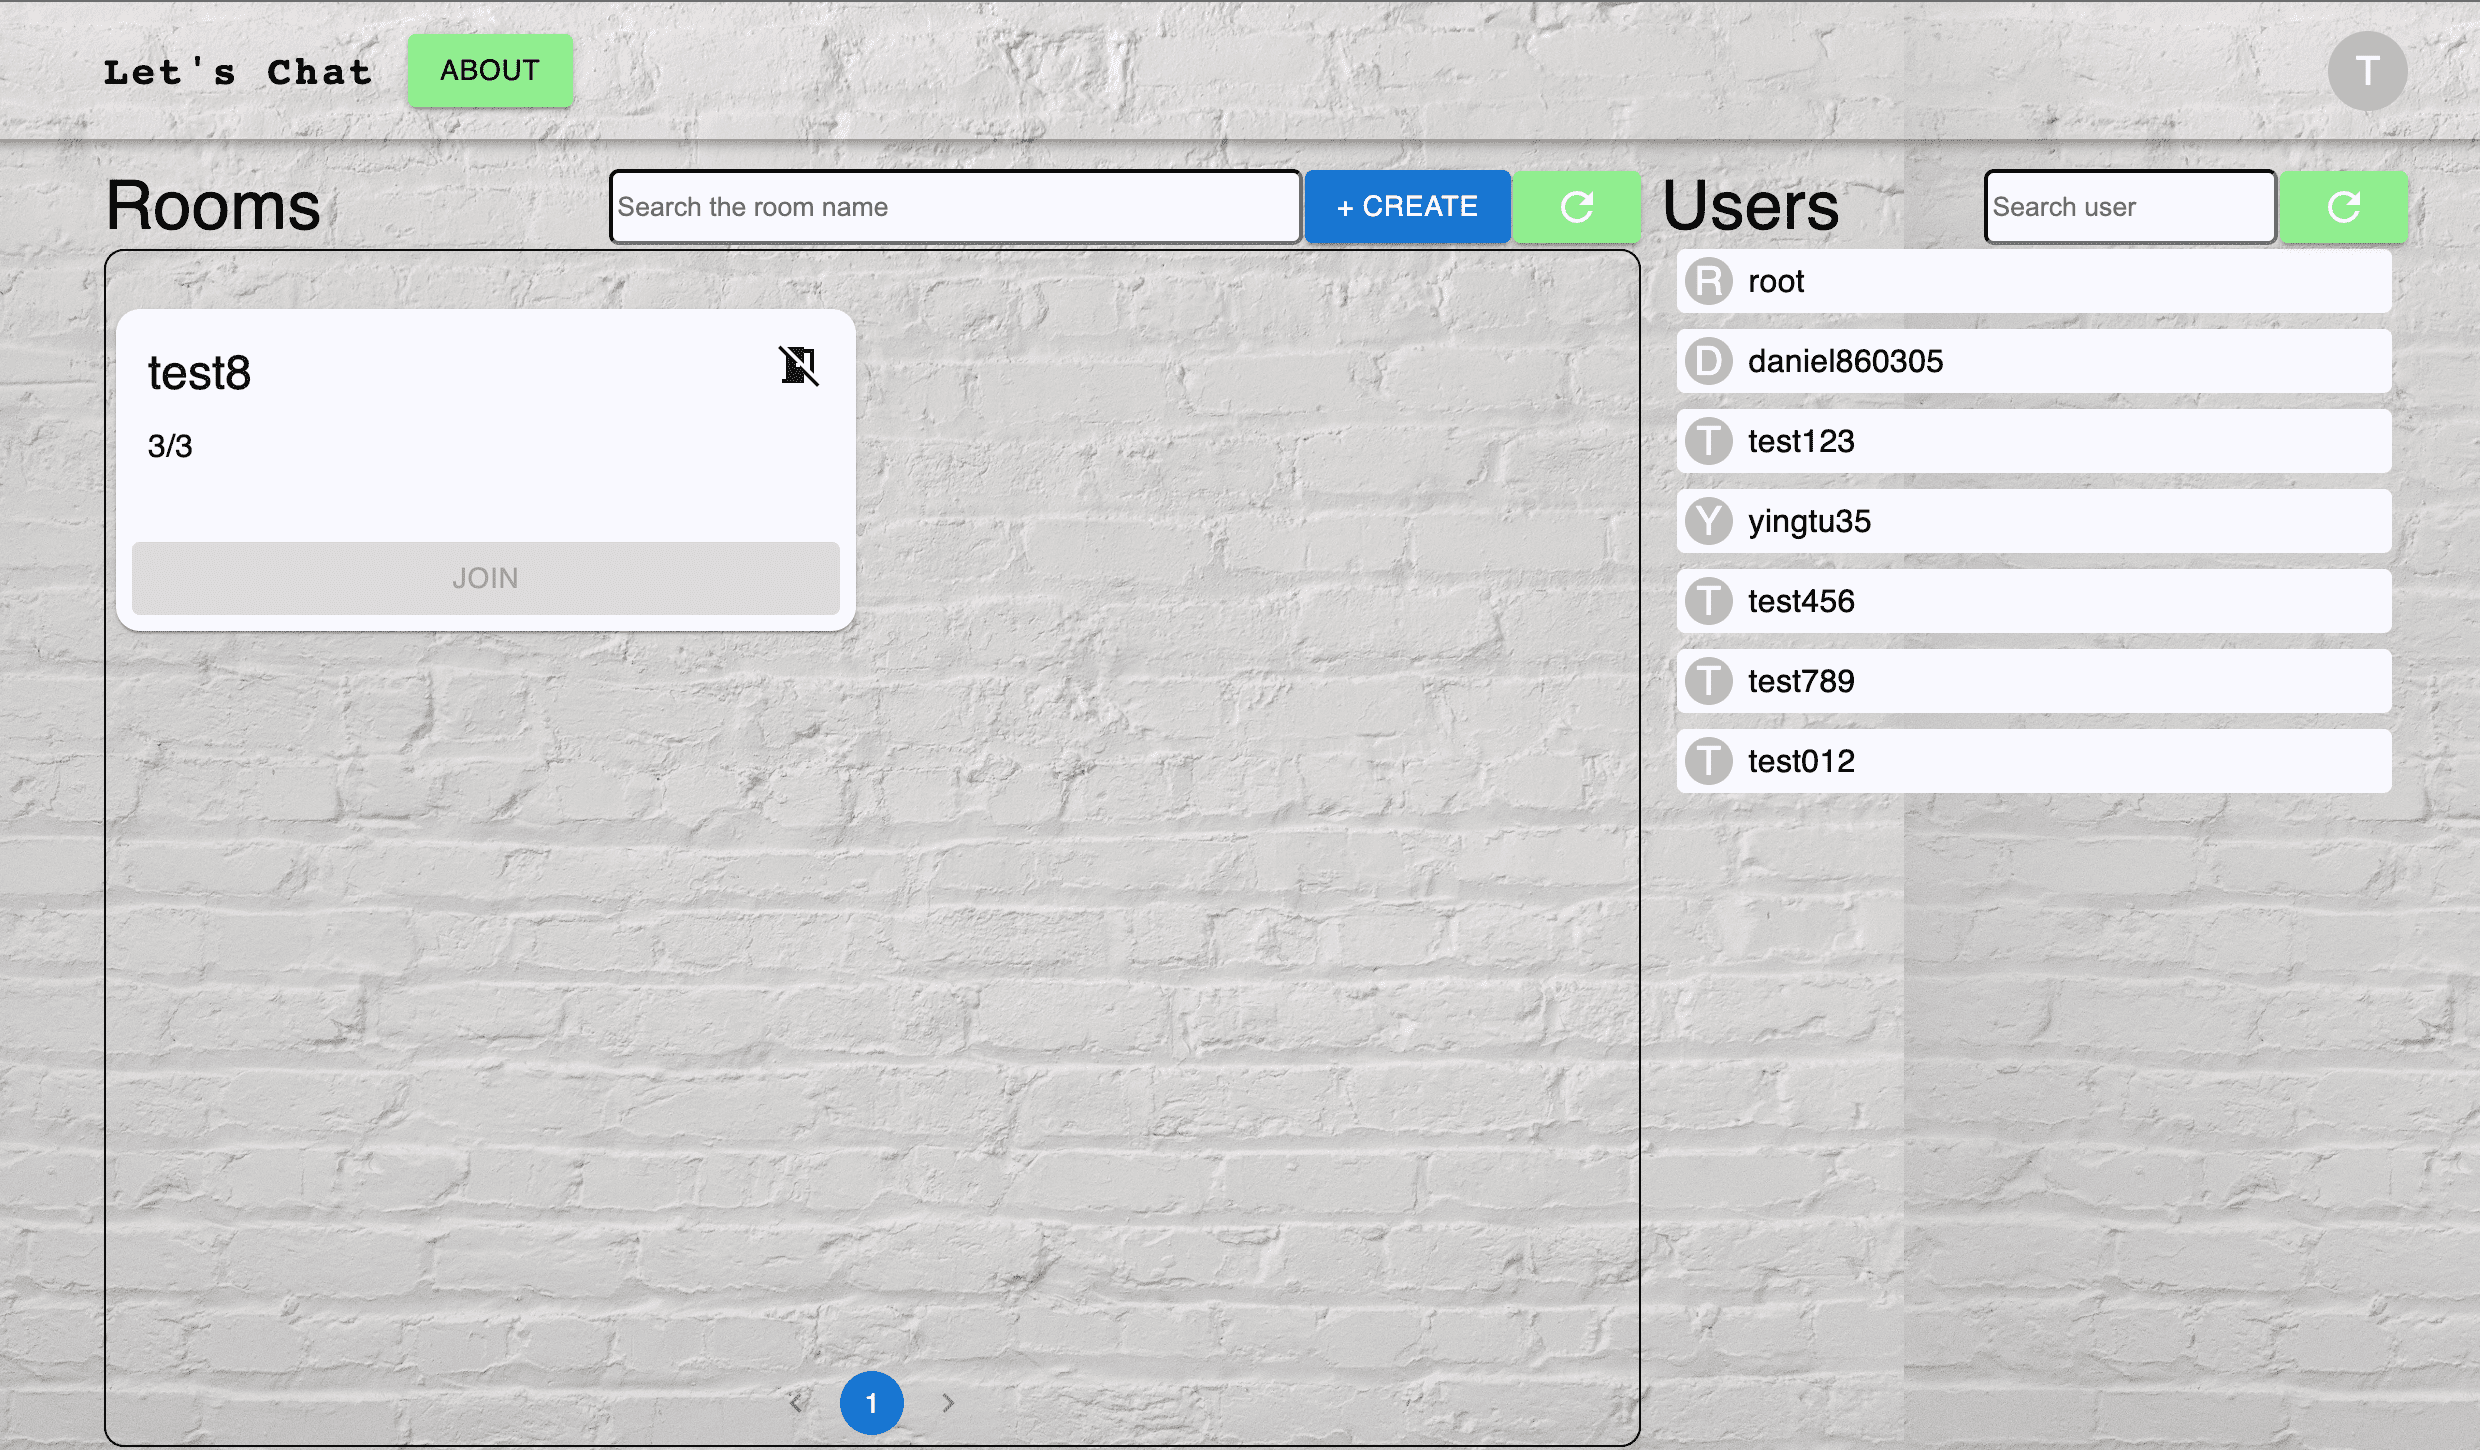 Let's Chat
ABOUT
T
Rooms
Search the room name
+ CREATE
Users
Search user
test8
3/3
JOIN
R root
D daniel860305
T test123
Y yingtu35
T test456
T test789
T test012
1